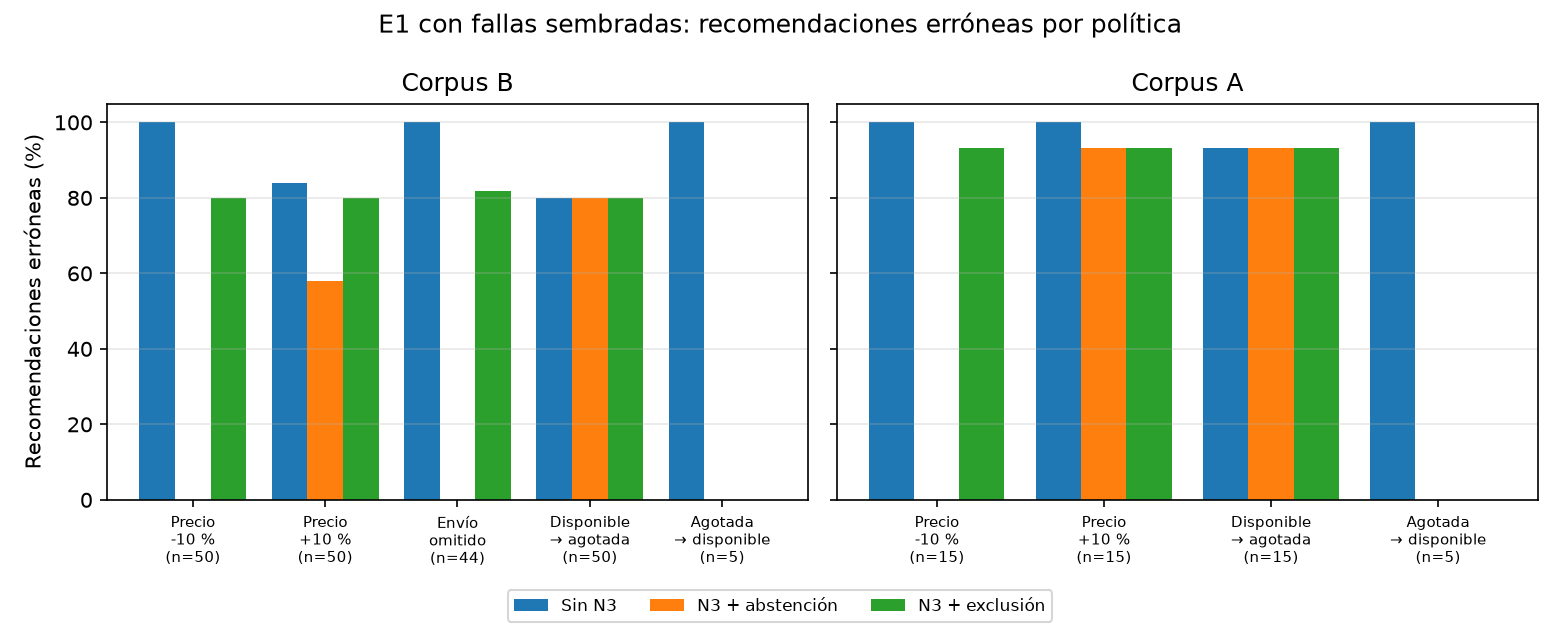 E1 con fallas sembradas: recomendaciones erróneas por política
Corpus B
Corpus A
Recomendaciones erróneas (%)
100
80
60
40
20
0
Precio
-10 %
(n=50)
Precio
+10 %
(n=50)
Envío
omitido
(n=44)
Disponible
→ agotada
(n=50)
Agotada
→ disponible
(n=5)
Precio
-10 %
(n=15)
Precio
+10 %
(n=15)
Disponible
→ agotada
(n=15)
Agotada
→ disponible
(n=5)
Sin N3
N3 + abstención
N3 + exclusión